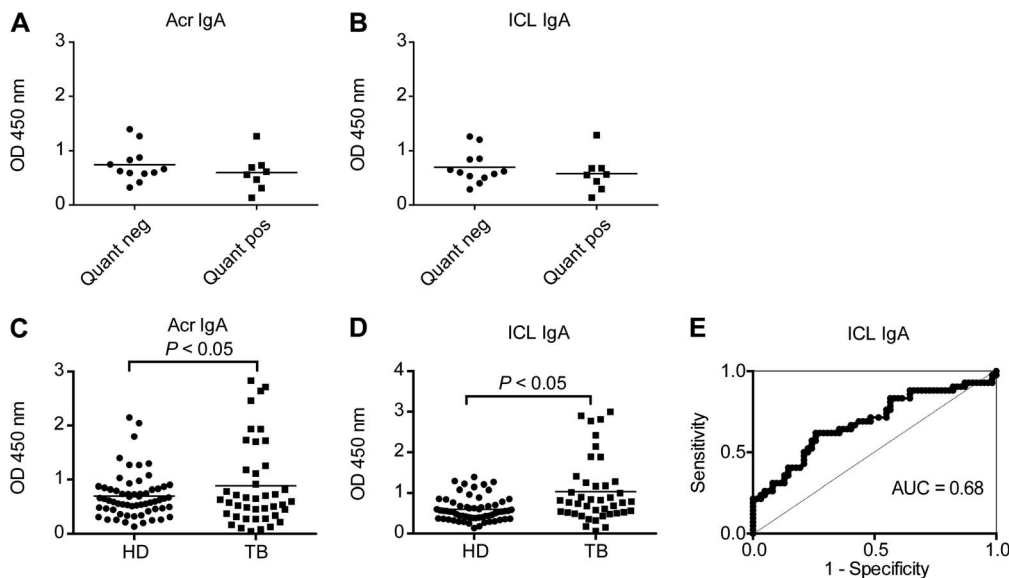 A
Acr IgA
3
2
1
0
OD 450 nm
Quant neg
Quant pos
B
ICL IgA
3
2
1
0
OD 450 nm
Quant neg
Quant pos
C
Acr IgA
P < 0.05
3
2
1
0
OD 450 nm
HD
TB
D
ICL IgA
P < 0.05
4
3
2
1
0
OD 450 nm
HD
TB
E
ICL IgA
1.0
0.5
0.0
Sensitivity
AUC = 0.68
0.0
0.5
1.0
1 - Specificity